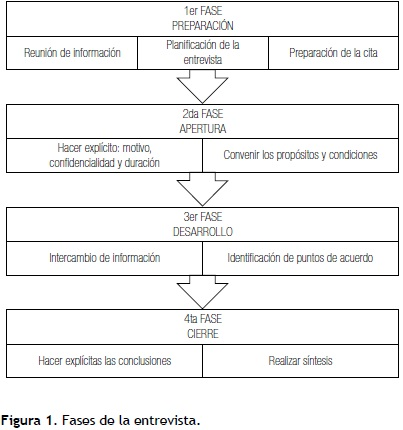 1er FASE
PREPARACIÓN
Reunión de información
Planificación de la
entrevista
Preparación de la cita
2da FASE
APERTURA
Hacer explícito: motivo,
confidencialidad y duración
Convenir los propósitos y condiciones
3er FASE
DESARROLLO
Intercambio de información
Identificación de puntos de acuerdo
4ta FASE
CIERRE
Hacer explícitas las conclusiones
Realizar síntesis
Figura 1. Fases de la entrevista.